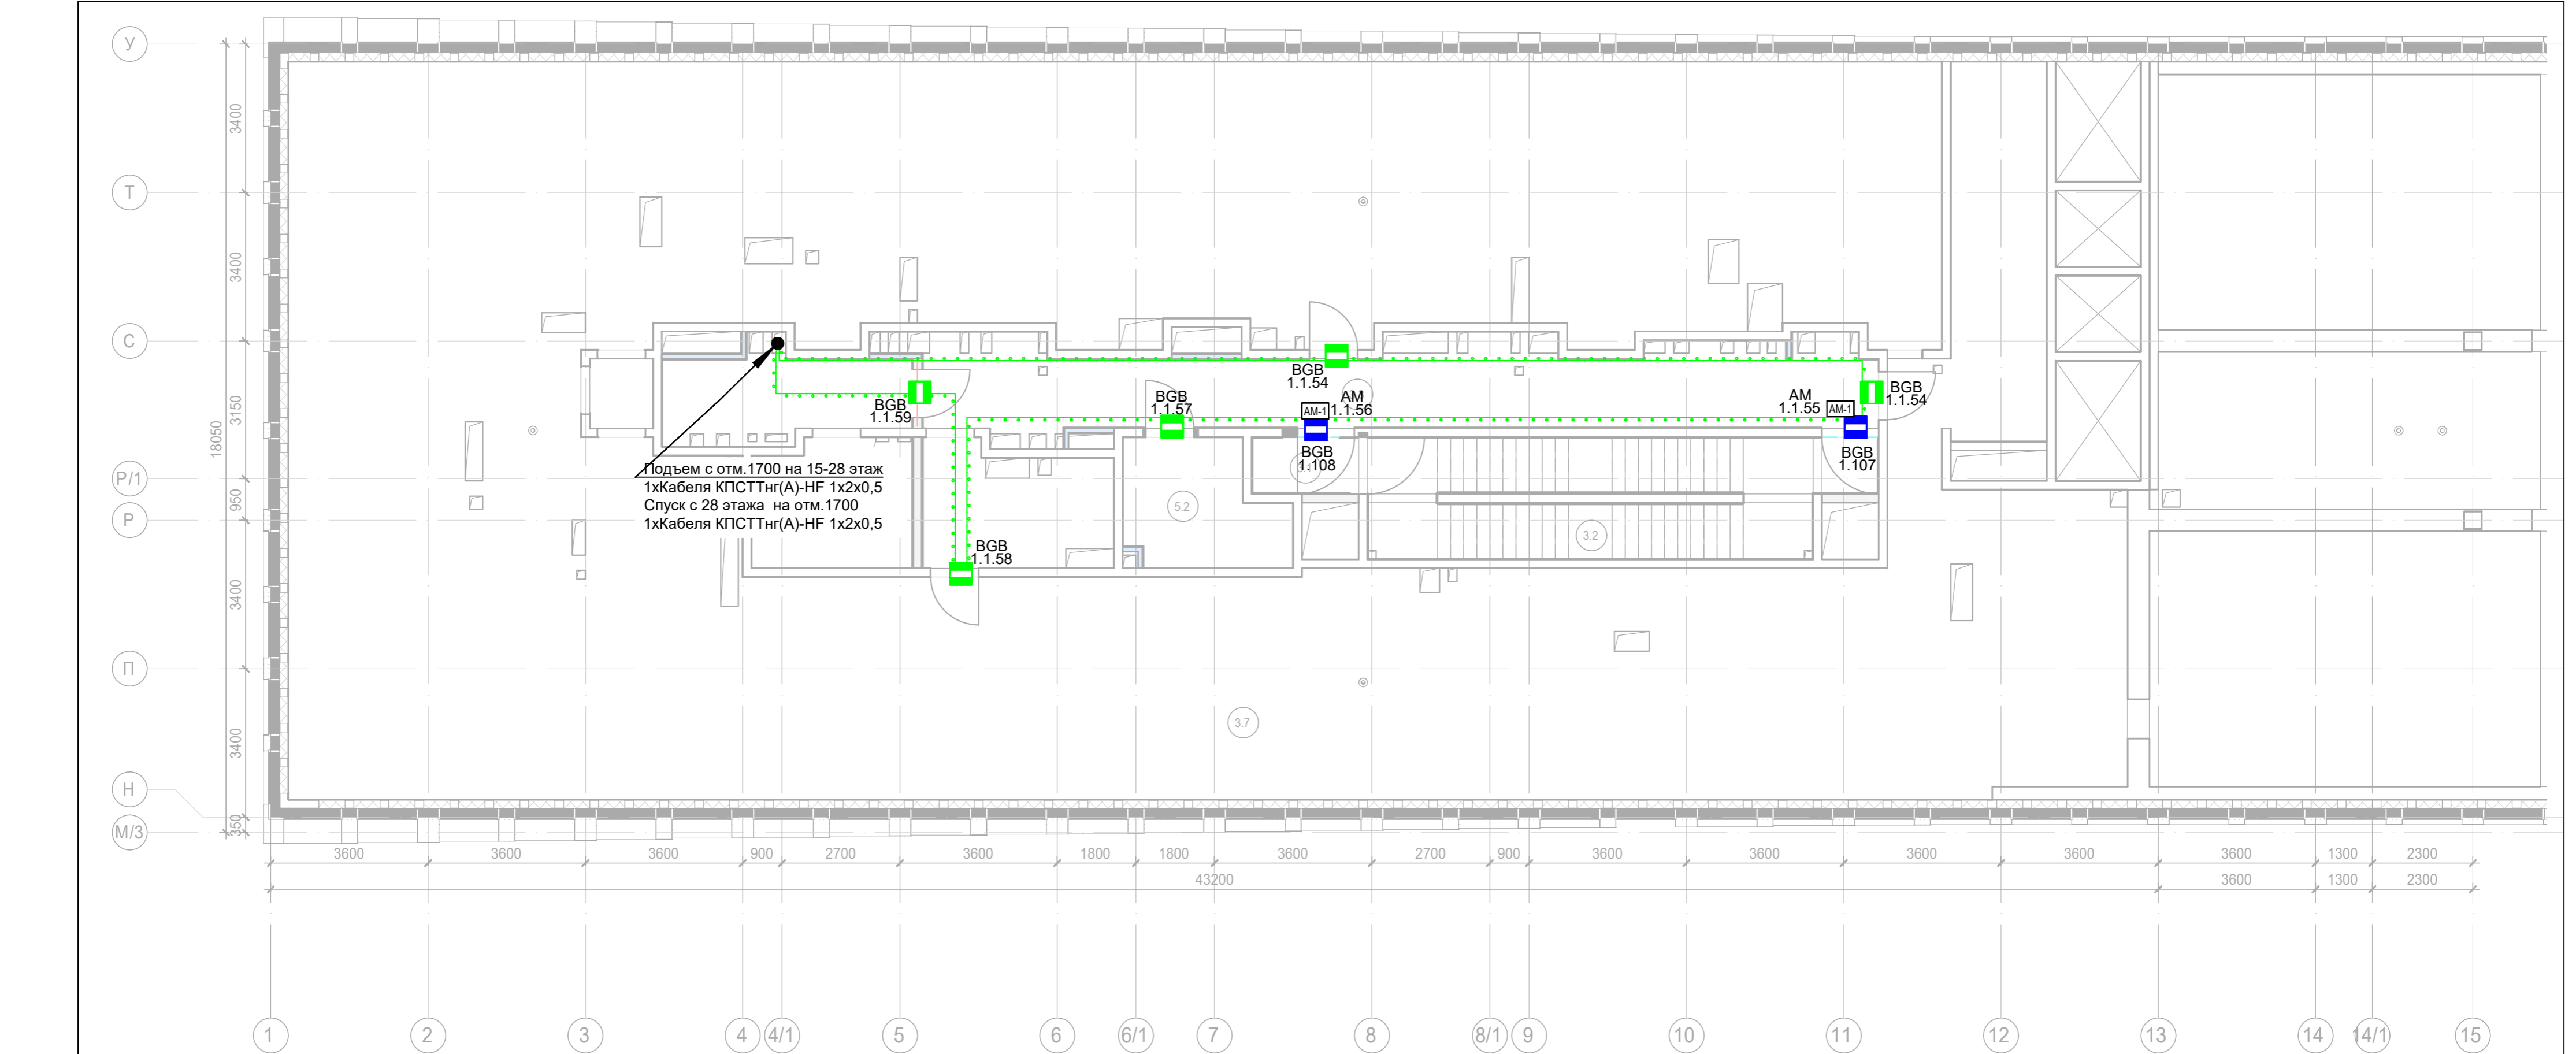 У
Т
С
Р/1
Р
П
Н
М/3
3400
3400
3150
950
3400
3400
350
18050
BGB
1.1.54
BGB
1.1.59
BGB
1.1.57
AM-1
AM
1.1.56
AM
1.1.55
AM-1
BGB
1.1.54
BGB
1.108
BGB
1.107
Подъем с отм.1700 на 15-28 этаж
1хКабеля КПСТТнг(А)-HF 1х2х0,5
Спуск с 28 этажа на отм.1700
1хКабеля КПСТТнг(А)-HF 1х2х0,5
5.2
3.2
BGB
1.1.58
3.7
3600 3600 3600 900 2700 3600 1800 1800 3600 2700 900 3600 3600 3600 3600 3600 1300 2300
43200 3600 1300 2300
1 2 3 4 4/1 5 6 6/1 7 8 8/1 9 10 11 12 13 14 14/1 15